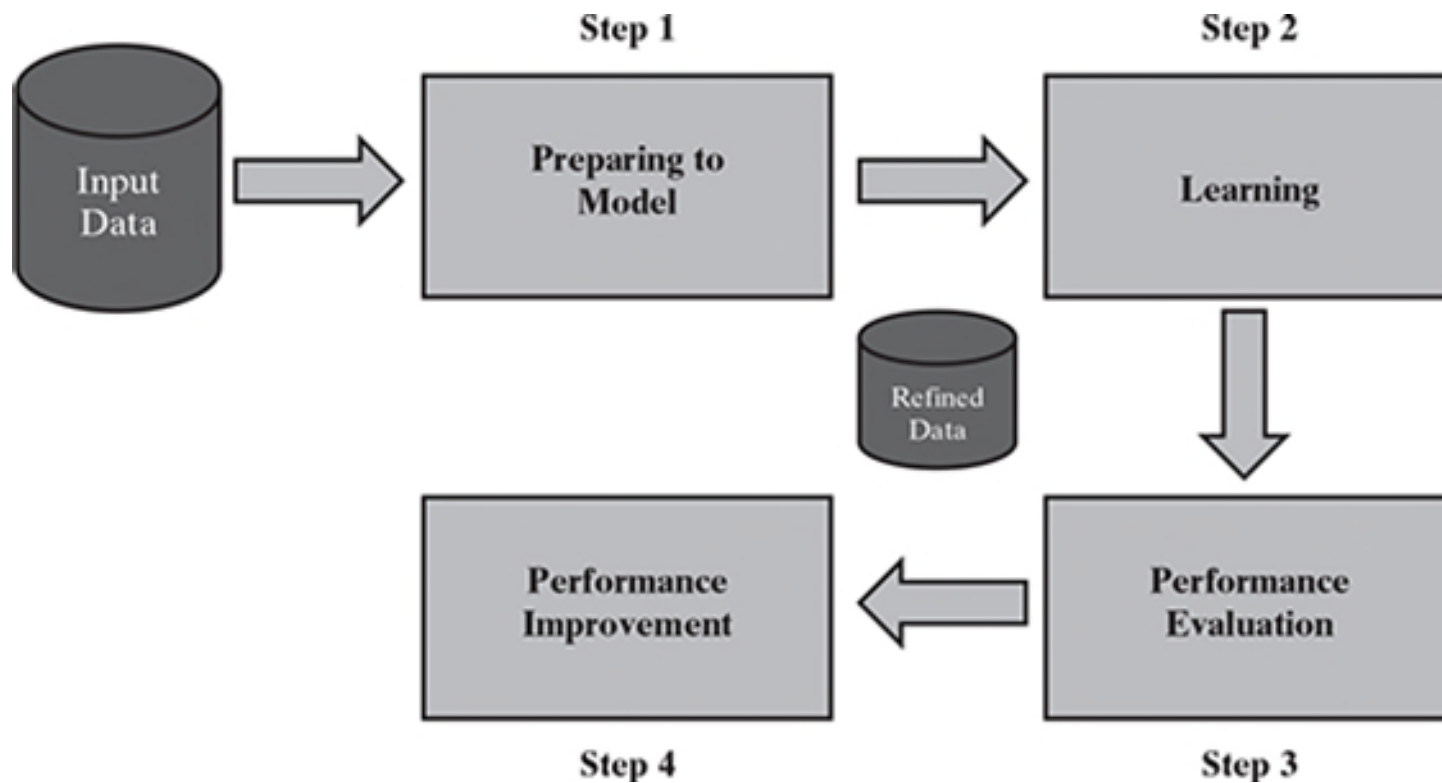 Step 1
Step 2
Input
Data
Preparing to
Model
Learning
Refined
Data
Performance
Improvement
Performance
Evaluation
Step 4
Step 3